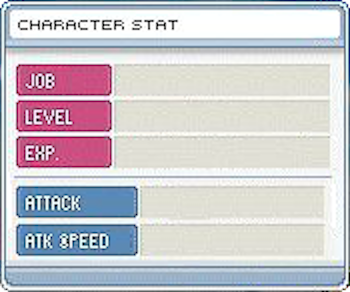 CHARACTER STAT
JOB
LEVEL
EXP.
ATTACK
ATK SPEED